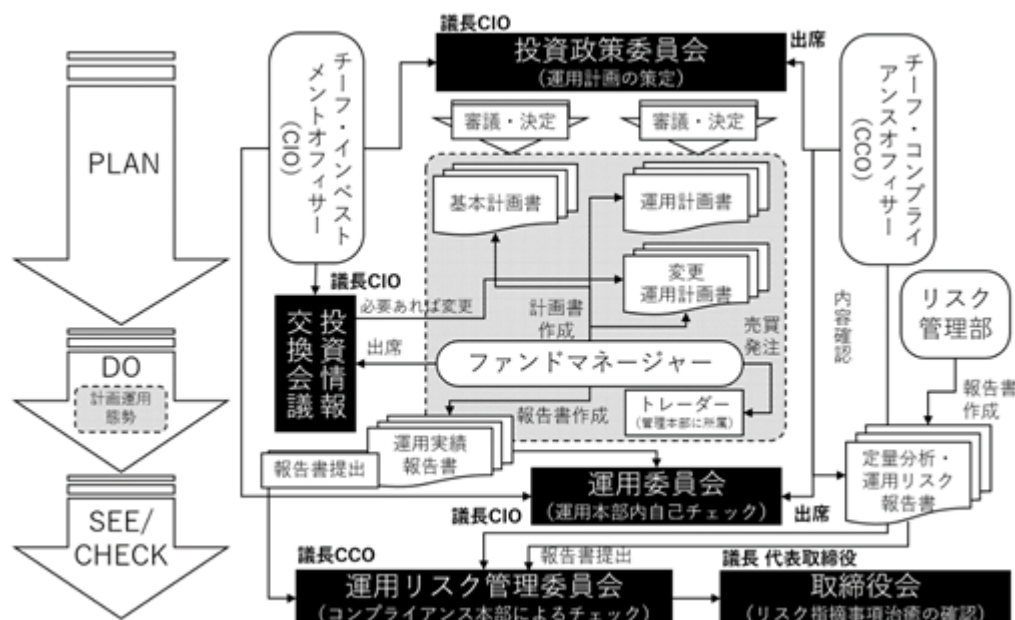 議長CIO
投資政策委員会
(運用計画の策定)
出席
チーフ・インベスト
メントオフィサー
(CIO)
チーフ・コンプライ
アンスオフィサー
(CCO)
審議・決定
審議・決定
PLAN
基本計画書
運用計画書
変更
運用計画書
議長CIO
必要あれば変更
計画書
作成
売買
発注
内容確認
リスク
管理部
投資情報
交換会議
出席
ファンドマネージャー
DO
計画運用
態勢
報告書作成
トレーダー
(管理本部に所属)
報告書
作成
運用実績
報告書
報告書提出
定量分析・
運用リスク
報告書
運用委員会
(運用本部内自己チェック)
議長CIO
出席
SEE/
CHECK
議長CCO
報告書提出
議長 代表取締役
運用リスク管理委員会
(コンプライアンス本部によるチェック)
取締役会
(リスク指摘事項治癒の確認)